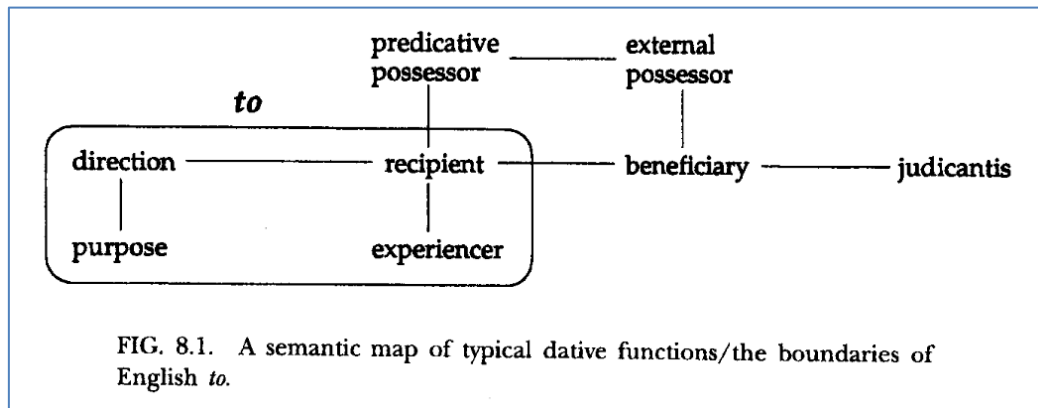 predicative external
possessor possessor
to
direction recipient beneficiary judicantis
purpose experiencer
FIG. 8.1. A semantic map of typical dative functions/the boundaries of
English to.